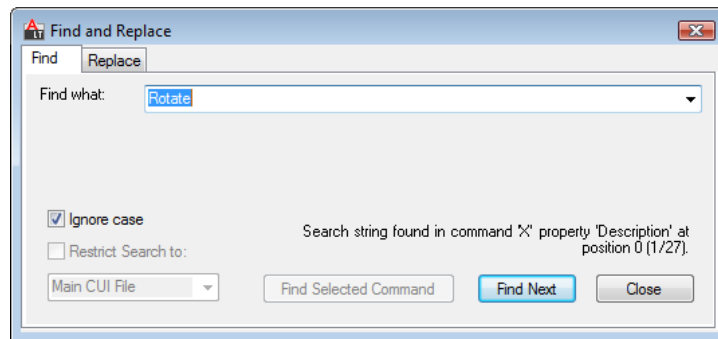 A LT Find and Replace
Find Replace
Find what: Rotate
Ignore case
Search string found in command 'X' property 'Description' at
position 0 (1/27).
Restrict Search to:
Main CUI File Find Selected Command Find Next Close